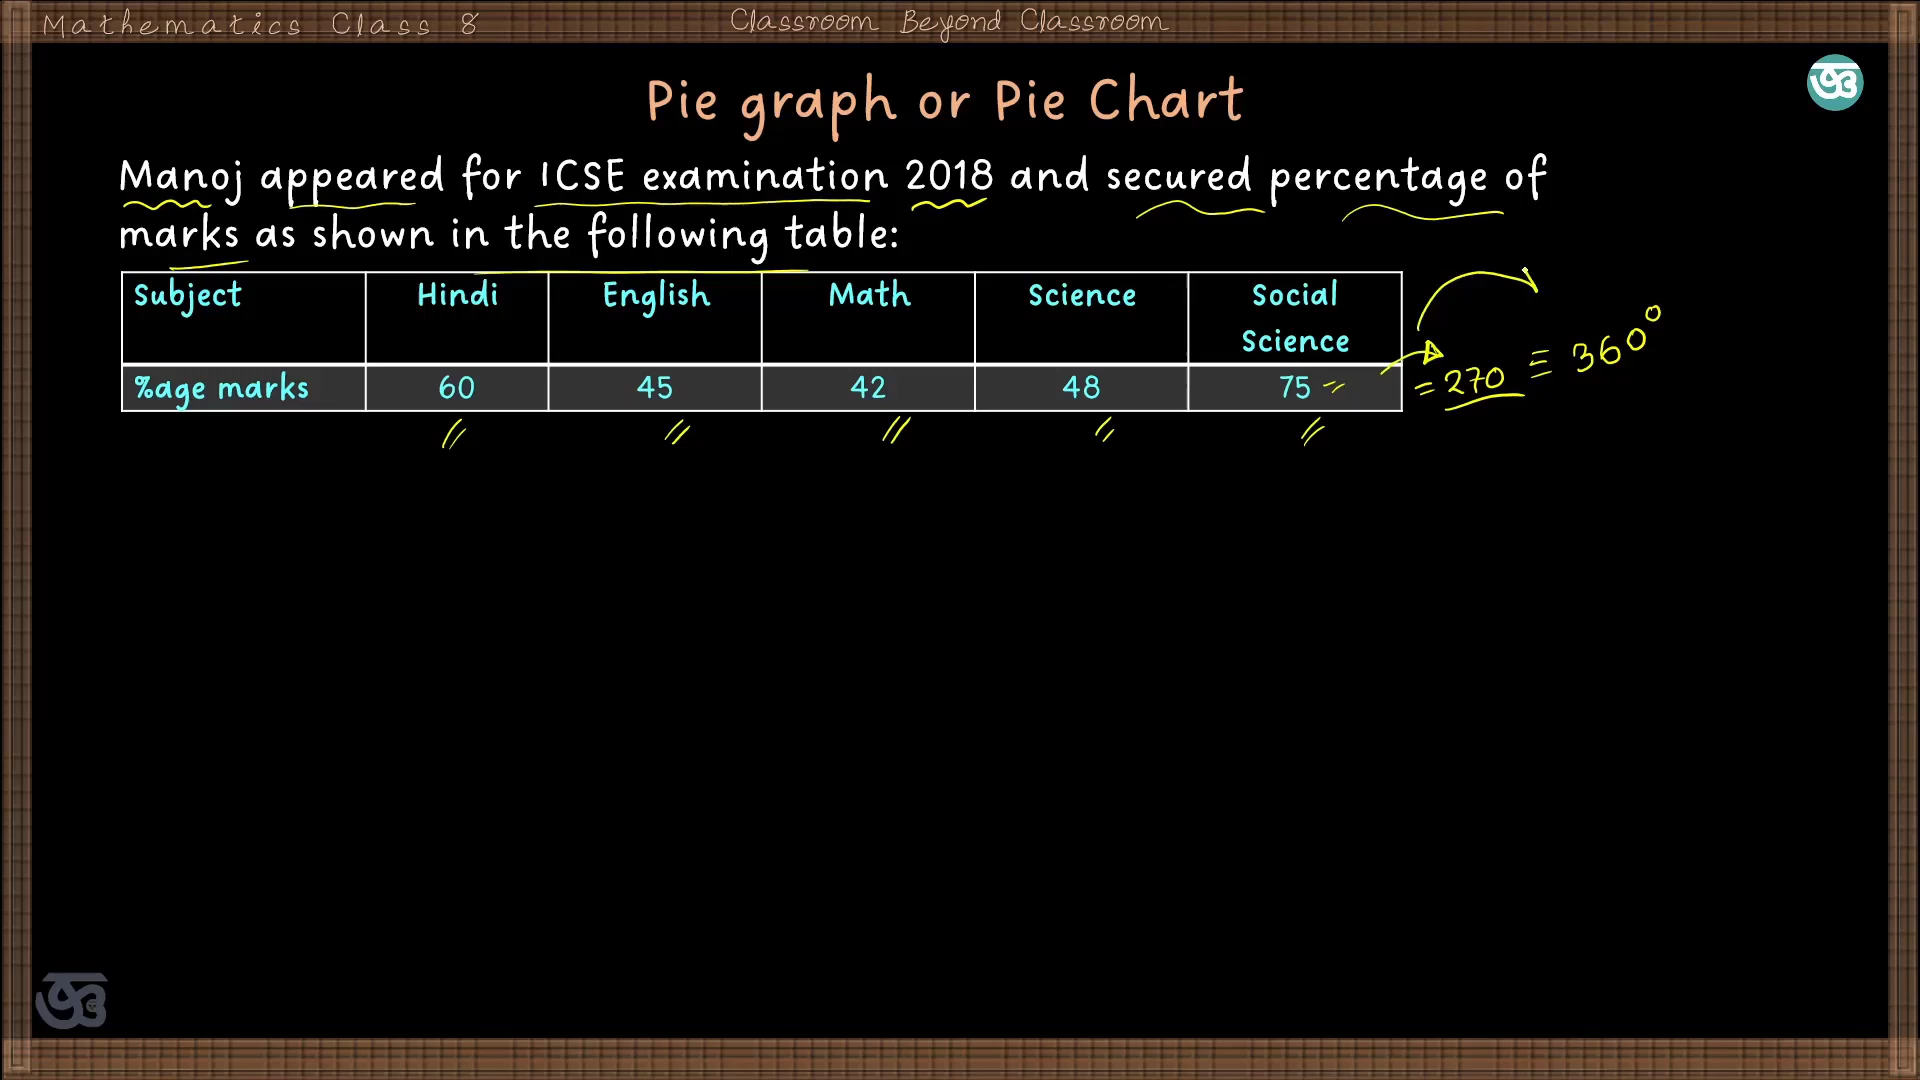 Mathematics Class 8
Classroom Beyond Classroom
Pie graph or Pie Chart
Manoj appeared for ICSE examination 2018 and secured percentage of
marks as shown in the following table:
Subject Hindi English Math Science Social Science
%age marks 60 45 42 48 75 = 270 ≡ 360°